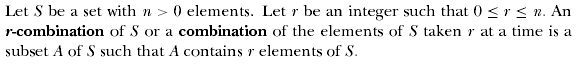 Let S be a set with n > 0 elements. Let r be an integer such that 0 ≤ r ≤ n. An
r-combination of S or a combination of the elements of S taken r at a time is a
subset A of S such that A contains r elements of S.